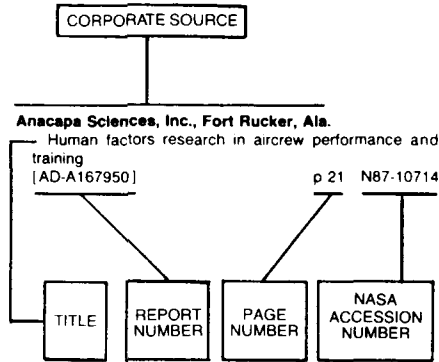 CORPORATE SOURCE
Anacapa Sciences, Inc., Fort Rucker, Ala.
Human factors research in aircrew performance and
training
[AD-A167950] p 21 N87-10714
TITLE
REPORT
NUMBER
PAGE
NUMBER
NASA
ACCESSION
NUMBER